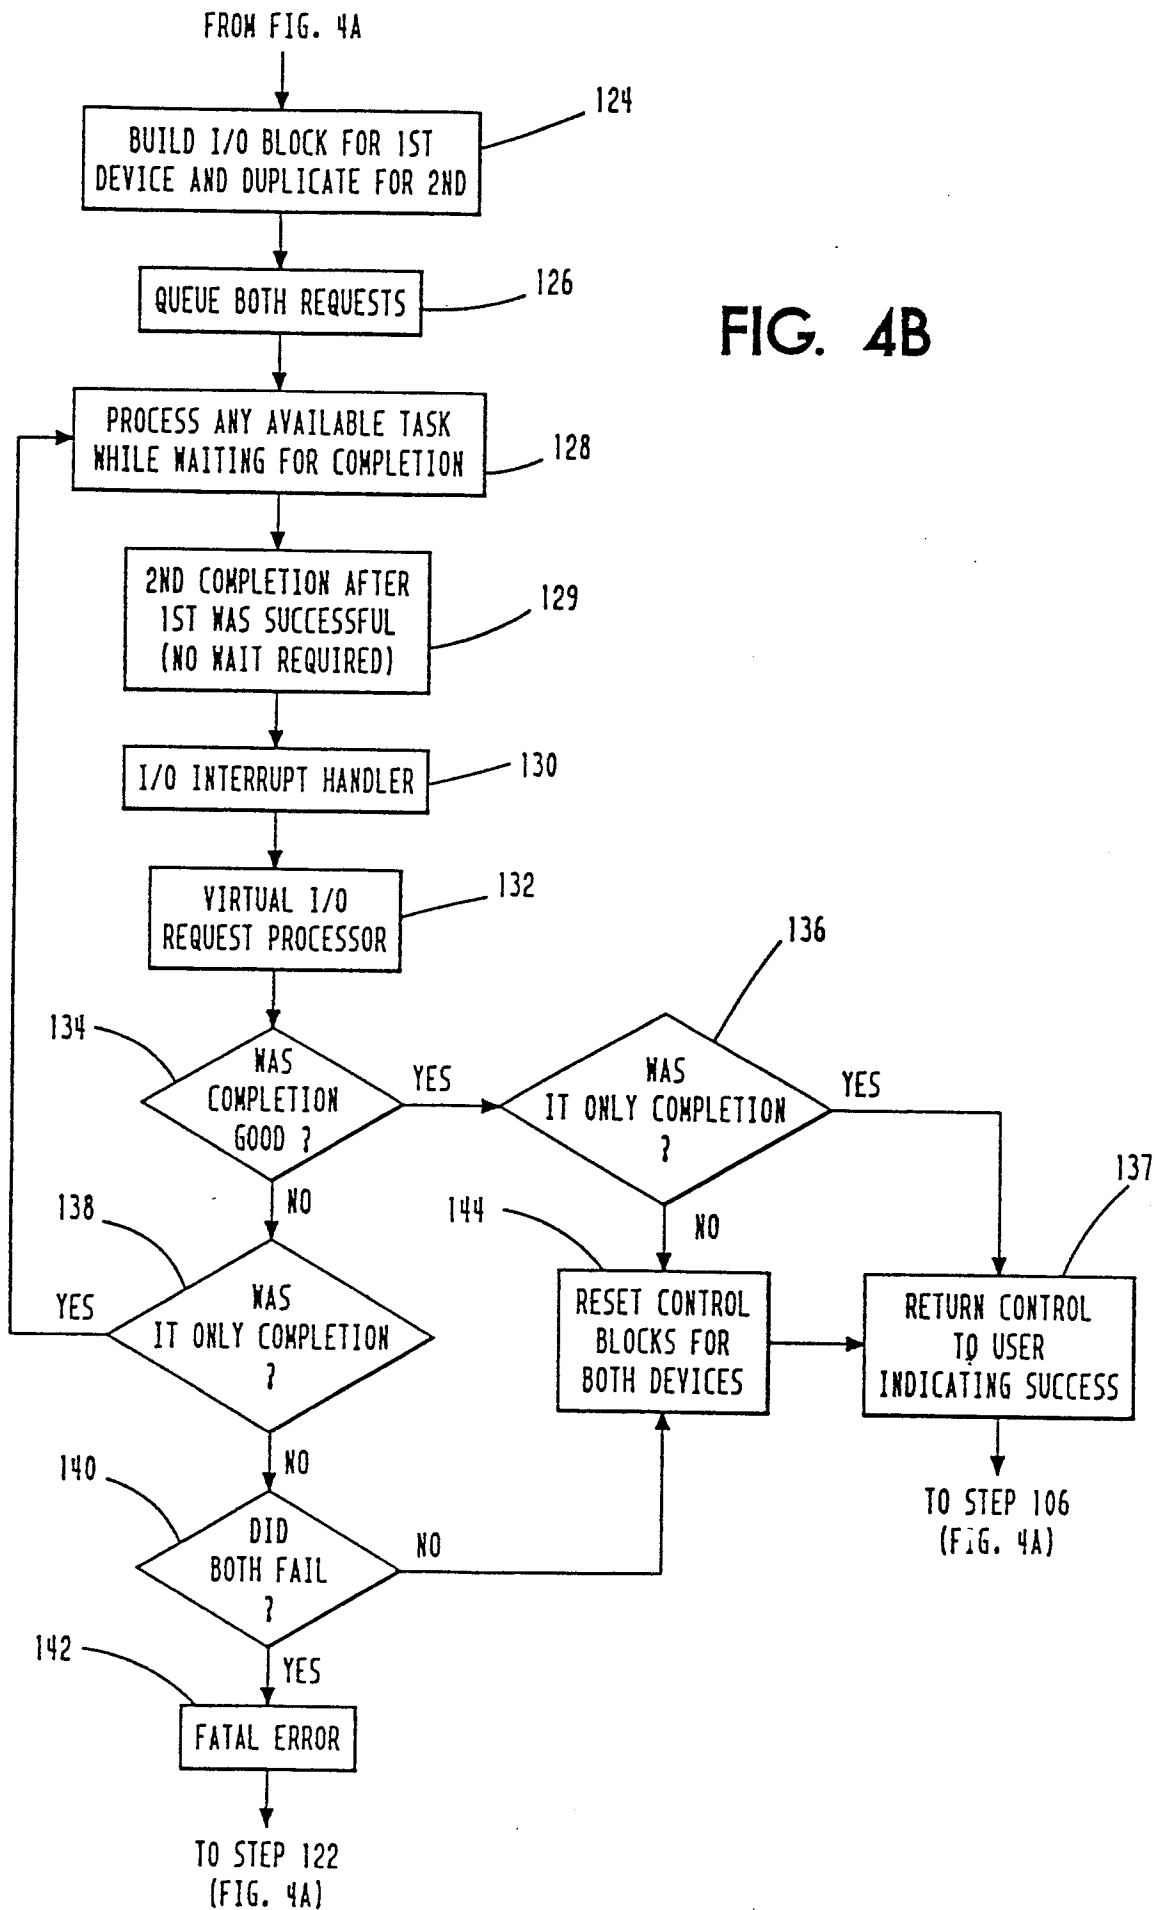 FROM FIG. 4A
124
BUILD I/O BLOCK FOR 1ST
DEVICE AND DUPLICATE FOR 2ND
126
QUEUE BOTH REQUESTS
FIG. 4B
PROCESS ANY AVAILABLE TASK
WHILE WAITING FOR COMPLETION
128
2ND COMPLETION AFTER
1ST WAS SUCCESSFUL
(NO WAIT REQUIRED)
129
I/O INTERRUPT HANDLER
130
VIRTUAL I/O
REQUEST PROCESSOR
132
134
WAS
COMPLETION
GOOD ?
YES
NO
136
WAS
IT ONLY COMPLETION
?
YES
NO
137
138
WAS
IT ONLY COMPLETION
?
YES
NO
144
RESET CONTROL
BLOCKS FOR
BOTH DEVICES
RETURN CONTROL
TO USER
INDICATING SUCCESS
TO STEP 106
(FIG. 4A)
140
DID
BOTH FAIL
?
NO
YES
142
FATAL ERROR
TO STEP 122
(FIG. 4A)